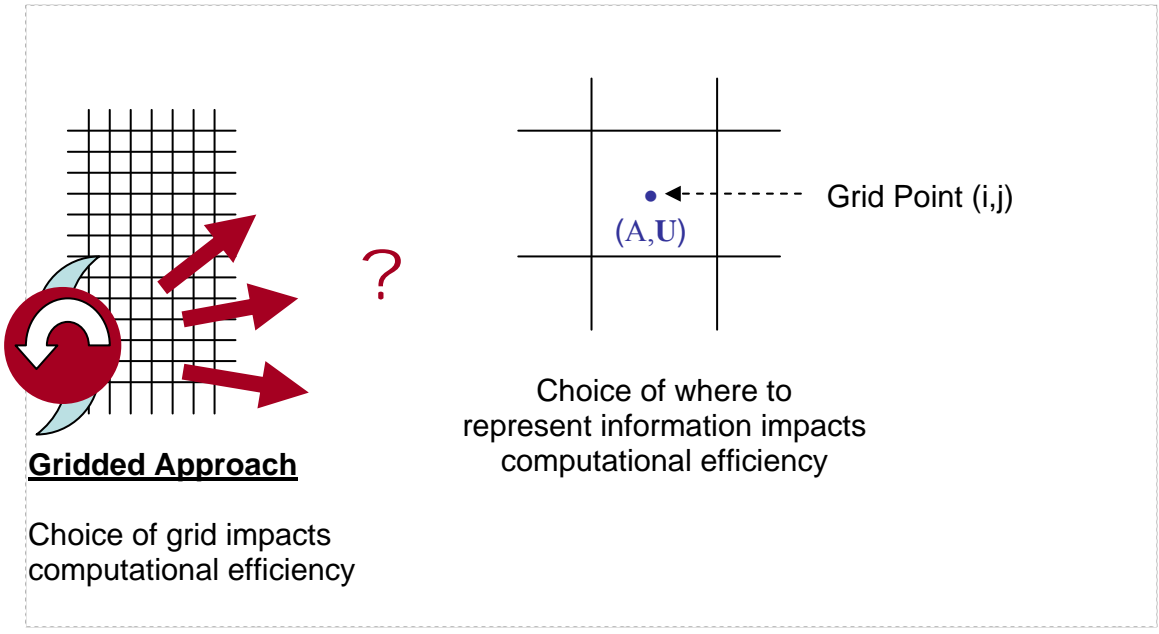 Grid Point (i,j)
(A,U)
?
Choice of where to
represent information impacts
computational efficiency
Gridded Approach
Choice of grid impacts
computational efficiency